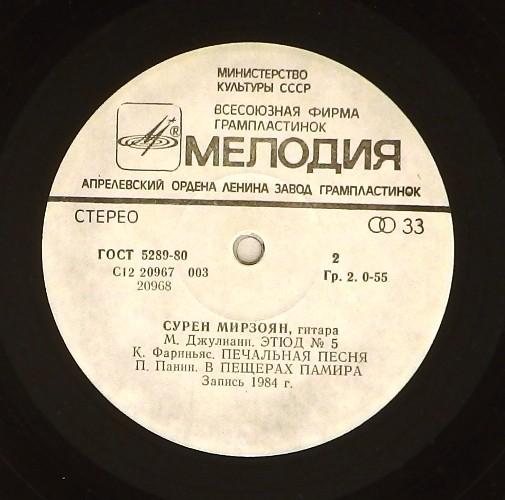 МИНИСТЕРСТВО
КУЛЬТУРЫ СССР
ВСЕСОЮЗНАЯ ФИРМА
ГРАМПЛАСТИНОК
®
МЕЛОДИЯ
АПРЕЛЕВСКИЙ ОРДЕНА ЛЕНИНА ЗАВОД ГРАМПЛАСТИНОК
СТЕРЕО
33
ГОСТ 5289-80
2
С12 20967 003
Гр. 2. 0-55
20968
СУРЕН МИРЗОЯН, гитара
М. Джулиани. ЭТЮД № 5
К. Фариньяс. ПЕЧАЛЬНАЯ ПЕСНЯ
П. Панин. В ПЕЩЕРАХ ПАМИРА
Запись 1984 г.